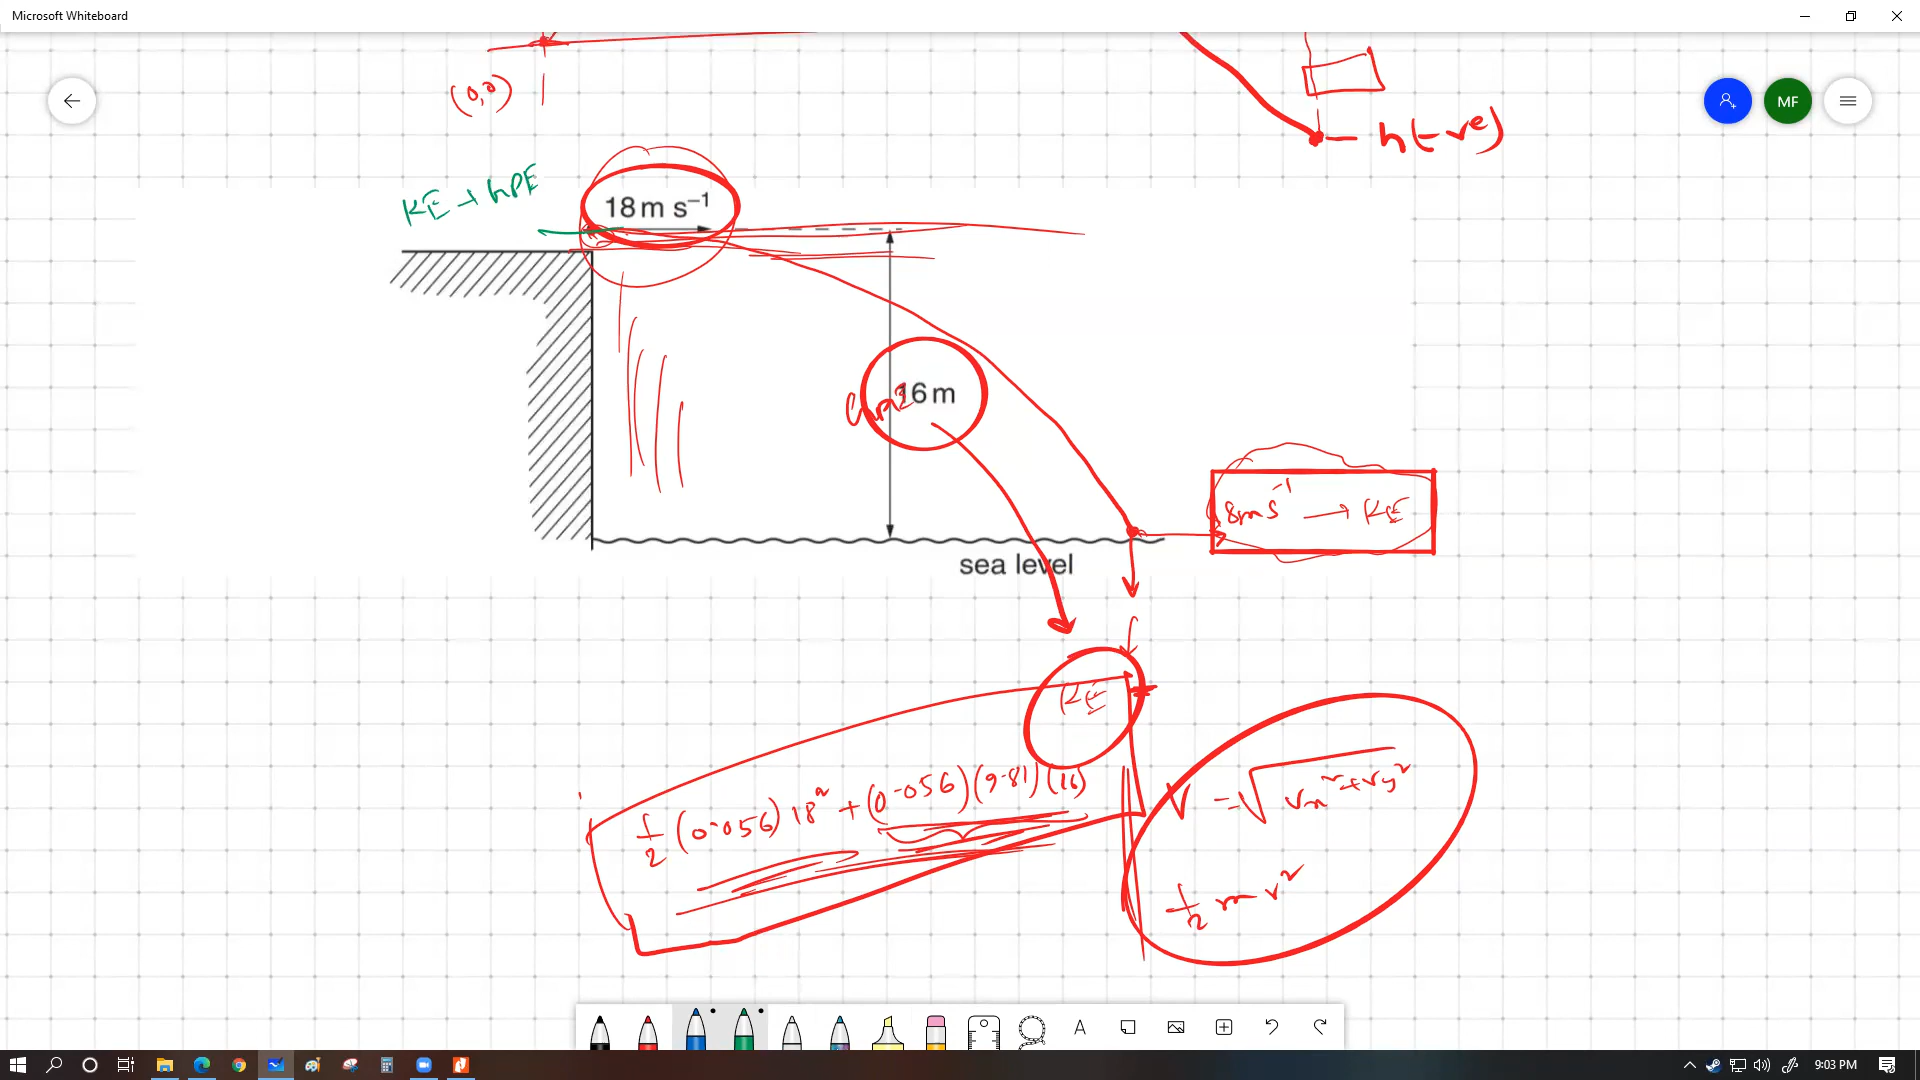 Microsoft Whiteboard
(0,0)
h(-ve)
MF
KE → hPE
18 m s⁻¹
16 m
18ms⁻¹ → KE
sea level
KE
½ (0.056) 18² + (0.056)(9.81)(16)
V = √vx² + vy²
½ m v²
A
9:03 PM